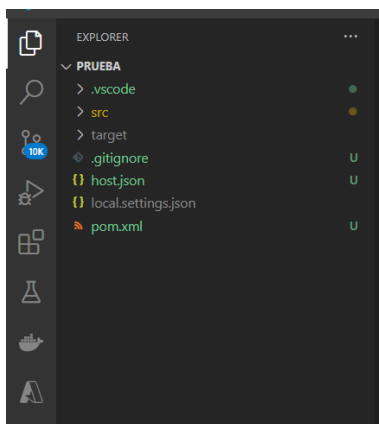 EXPLORER
PRUEBA
.vscode
src
target
.gitignore U
host.json U
local.settings.json
pom.xml U
10K